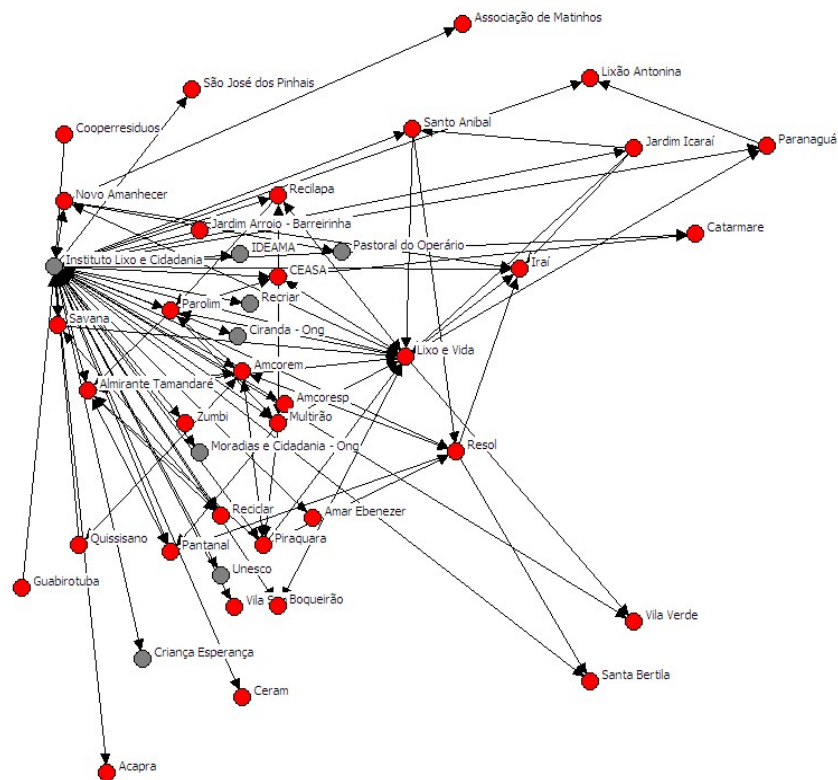 Associação de Matinhos
Lixão Antonina
São José dos Pinhais
Santo Anibal
Cooperresiduos
Jardim Icaraí
Paranaguá
Recilapa
Novo Amanhecer
Jardim Arroio - Barreirinha
Catarmare
IDEAMA
Pastoral do Operário
Instituto Lixo e Cidadania
CEASA
Iraí
Parolim
Recriar
Savana
Ciranda - Ong
Lixo e Vida
Almirante Tamandaré
Amcorem
Amcoresp
Zumbi
Multirão
Moradias e Cidadania - Ong
Resol
Reciclar
Amar Ebenezer
Quissisano
Pantanal
Piraquara
Unesco
Guabirotuba
Vila
Boqueirão
Vila Verde
Criança Esperança
Santa Bertila
Ceram
Acapra